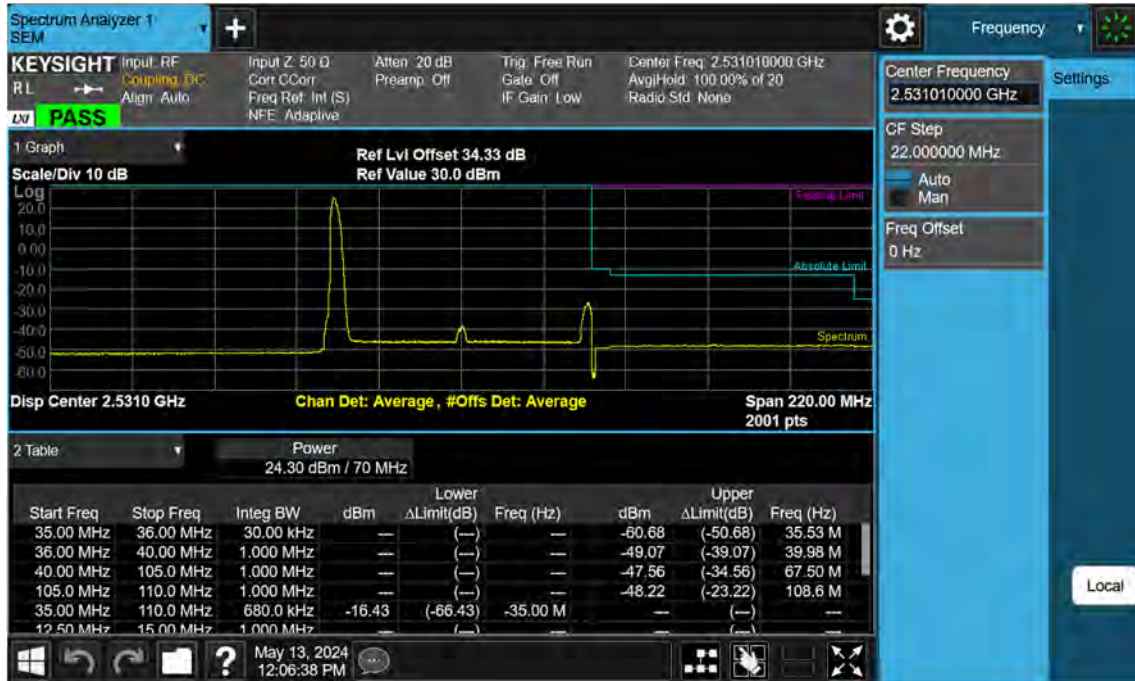 Spectrum Analyzer 1
SEM
Frequency
KEYSIGHT Input: RF Input Z: 50 Ω Atten: 20 dB Trig: Free Run Center Freq: 2.531010000 GHz
RL Coupling: DC Corr CCorr Preamp: Off Gate: Off Avg|Hold: 100.00% of 20
Align: Auto Freq Ref: Int (S) IF Gain: Low Radio Std: None
LXI PASS NFE: Adaptive
Center Frequency
2.531010000 GHz
Settings
CF Step
22.000000 MHz
Auto
Man
Freq Offset
0 Hz
Local
1 Graph Ref Lvl Offset 34.33 dB
Scale/Div 10 dB Ref Value 30.0 dBm
Log
20.0
10.0
0.00
-10.0
-20.0
-30.0
-40.0
-50.0
-60.0
Limit
Absolute Limit
Spectrum
Disp Center 2.5310 GHz Chan Det: Average, #Offs Det: Average Span 220.00 MHz
2001 pts
2 Table Power
24.30 dBm / 70 MHz
Lower Upper
Start Freq Stop Freq Integ BW dBm ΔLimit(dB) Freq (Hz) dBm ΔLimit(dB) Freq (Hz)
35.00 MHz 36.00 MHz 30.00 kHz --- (---) --- -60.68 (-50.68) 35.53 M
36.00 MHz 40.00 MHz 1.000 MHz --- (---) --- -49.07 (-39.07) 39.98 M
40.00 MHz 105.0 MHz 1.000 MHz --- (---) --- -47.56 (-34.56) 67.50 M
105.0 MHz 110.0 MHz 1.000 MHz --- (---) --- -48.22 (-23.22) 108.6 M
35.00 MHz 110.0 MHz 680.0 kHz -16.43 (-66.43) -35.00 M --- (---) ---
12.50 MHz 15.00 MHz 1.000 MHz --- (---) --- --- (---) ---
? May 13, 2024
12:06:38 PM